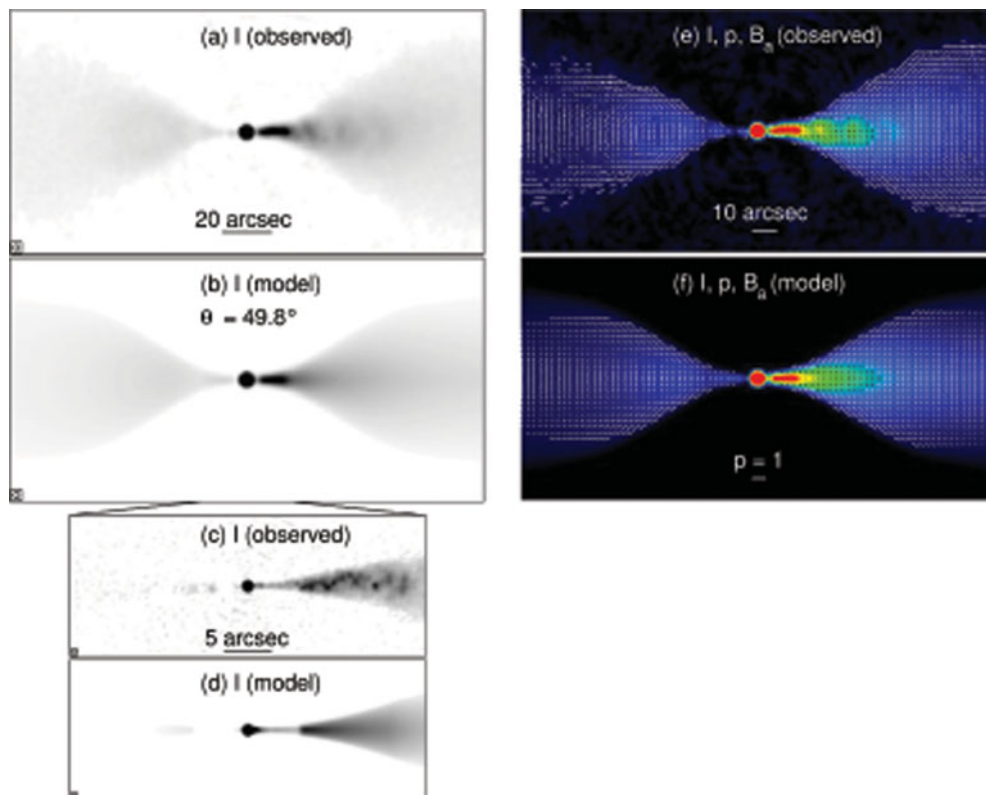 (a) I (observed)
20 arcsec
(b) I (model)
θ = 49.8°
(c) I (observed)
5 arcsec
(d) I (model)
(e) I, p, Bₐ (observed)
10 arcsec
(f) I, p, Bₐ (model)
p = 1